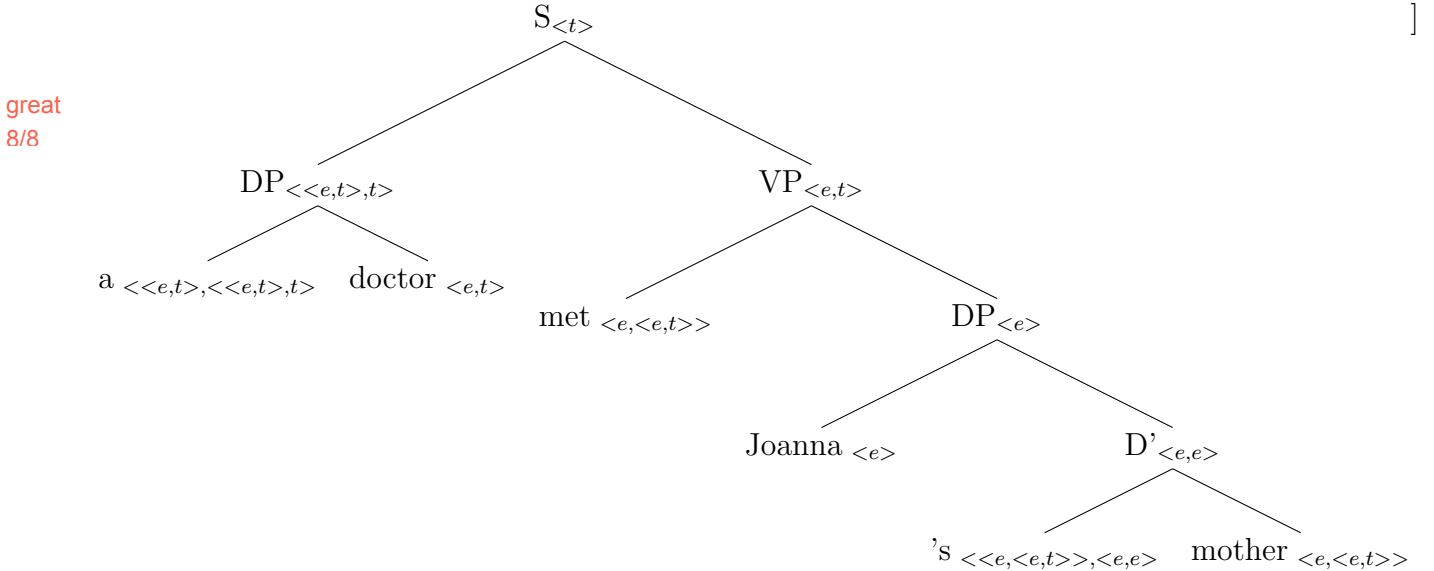 S<t>
]
great
8/8
DP<<e,t>,t>
VP<e,t>
a <<e,t>,<<e,t>,t>
doctor <e,t>
met <e,<e,t>>
DP<e>
Joanna <e>
D’<e,e>
’s <<e,<e,t>>,<e,e>
mother <e,<e,t>>